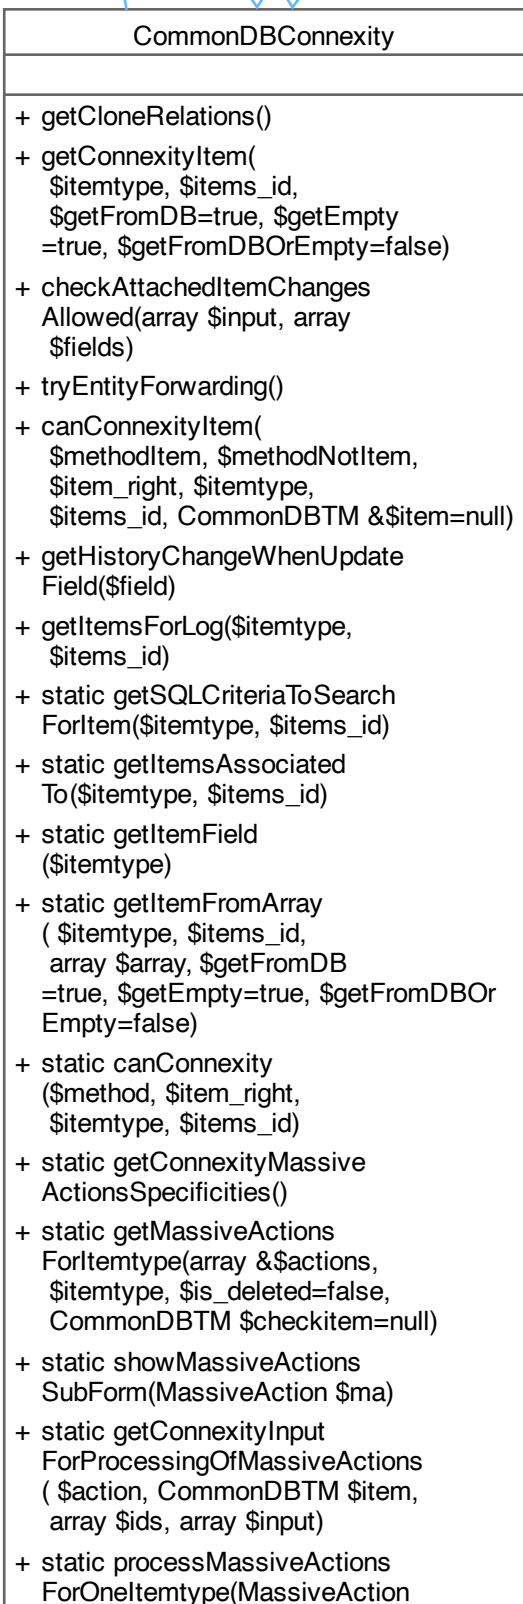 CommonDBConnexity
+ getCloneRelations()
+ getConnexityItem(
$itemtype, $items_id,
$getFromDB=true, $getEmpty
=true, $getFromDBOrEmpty=false)
+ checkAttachedItemChanges
Allowed(array $input, array
$fields)
+ tryEntityForwarding()
+ canConnexityItem(
$methodItem, $methodNotItem,
$item_right, $itemtype,
$items_id, CommonDBTM &$item=null)
+ getHistoryChangeWhenUpdate
Field($field)
+ getItemsForLog($itemtype,
$items_id)
+ static getSQLCriteriaToSearch
ForItem($itemtype, $items_id)
+ static getItemsAssociated
To($itemtype, $items_id)
+ static getItemField
($itemtype)
+ static getItemFromArray
( $itemtype, $items_id,
array $array, $getFromDB
=true, $getEmpty=true, $getFromDBOr
Empty=false)
+ static canConnexity
($method, $item_right,
$itemtype, $items_id)
+ static getConnexityMassive
ActionsSpecificities()
+ static getMassiveActions
ForItemtype(array &$actions,
$itemtype, $is_deleted=false,
CommonDBTM $checkitem=null)
+ static showMassiveActions
SubForm(MassiveAction $ma)
+ static getConnexityInput
ForProcessingOfMassiveActions
( $action, CommonDBTM $item,
array $ids, array $input)
+ static processMassiveActions
ForOneItemtype(MassiveAction